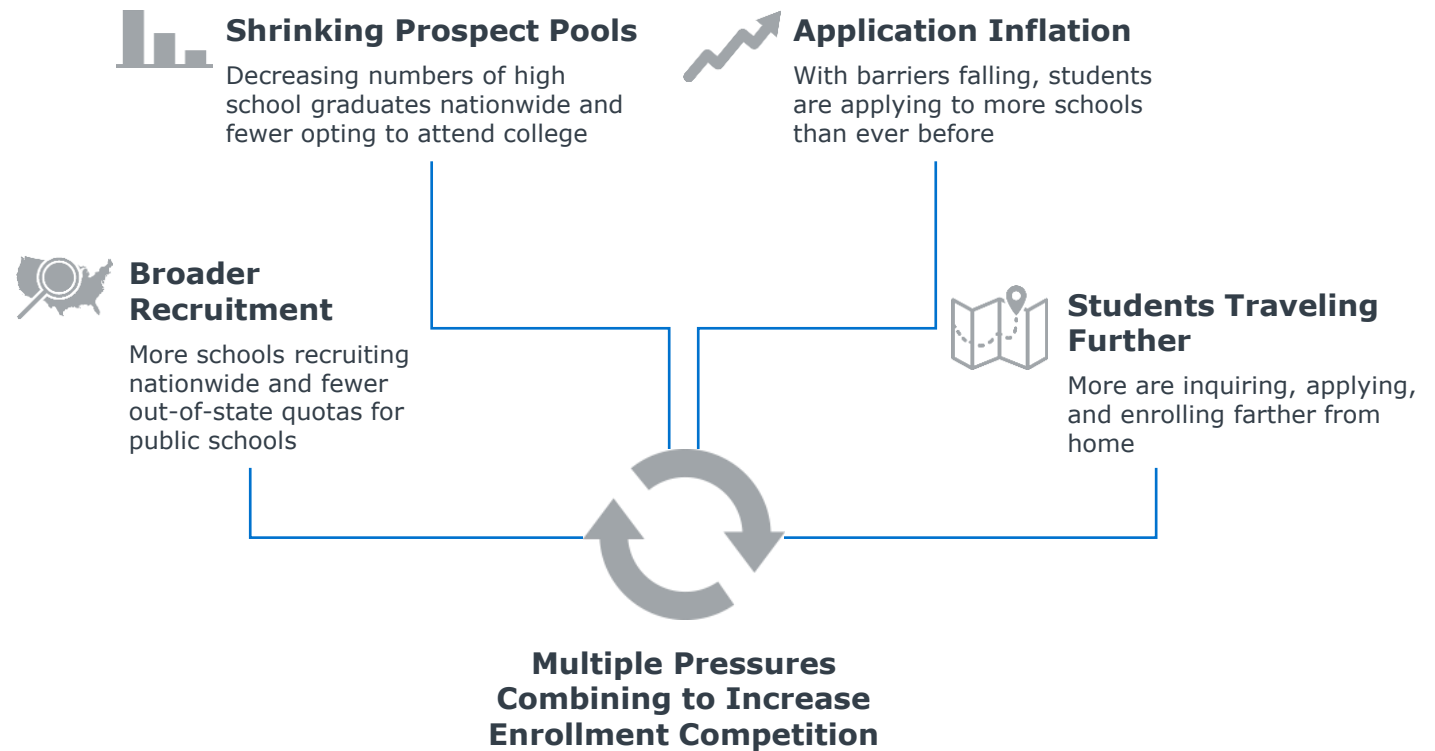 Shrinking Prospect Pools
Decreasing numbers of high
school graduates nationwide and
fewer opting to attend college
Application Inflation
With barriers falling, students
are applying to more schools
than ever before
Broader
Recruitment
More schools recruiting
nationwide and fewer
out-of-state quotas for
public schools
Students Traveling
Further
More are inquiring, applying,
and enrolling farther from
home
Multiple Pressures
Combining to Increase
Enrollment Competition